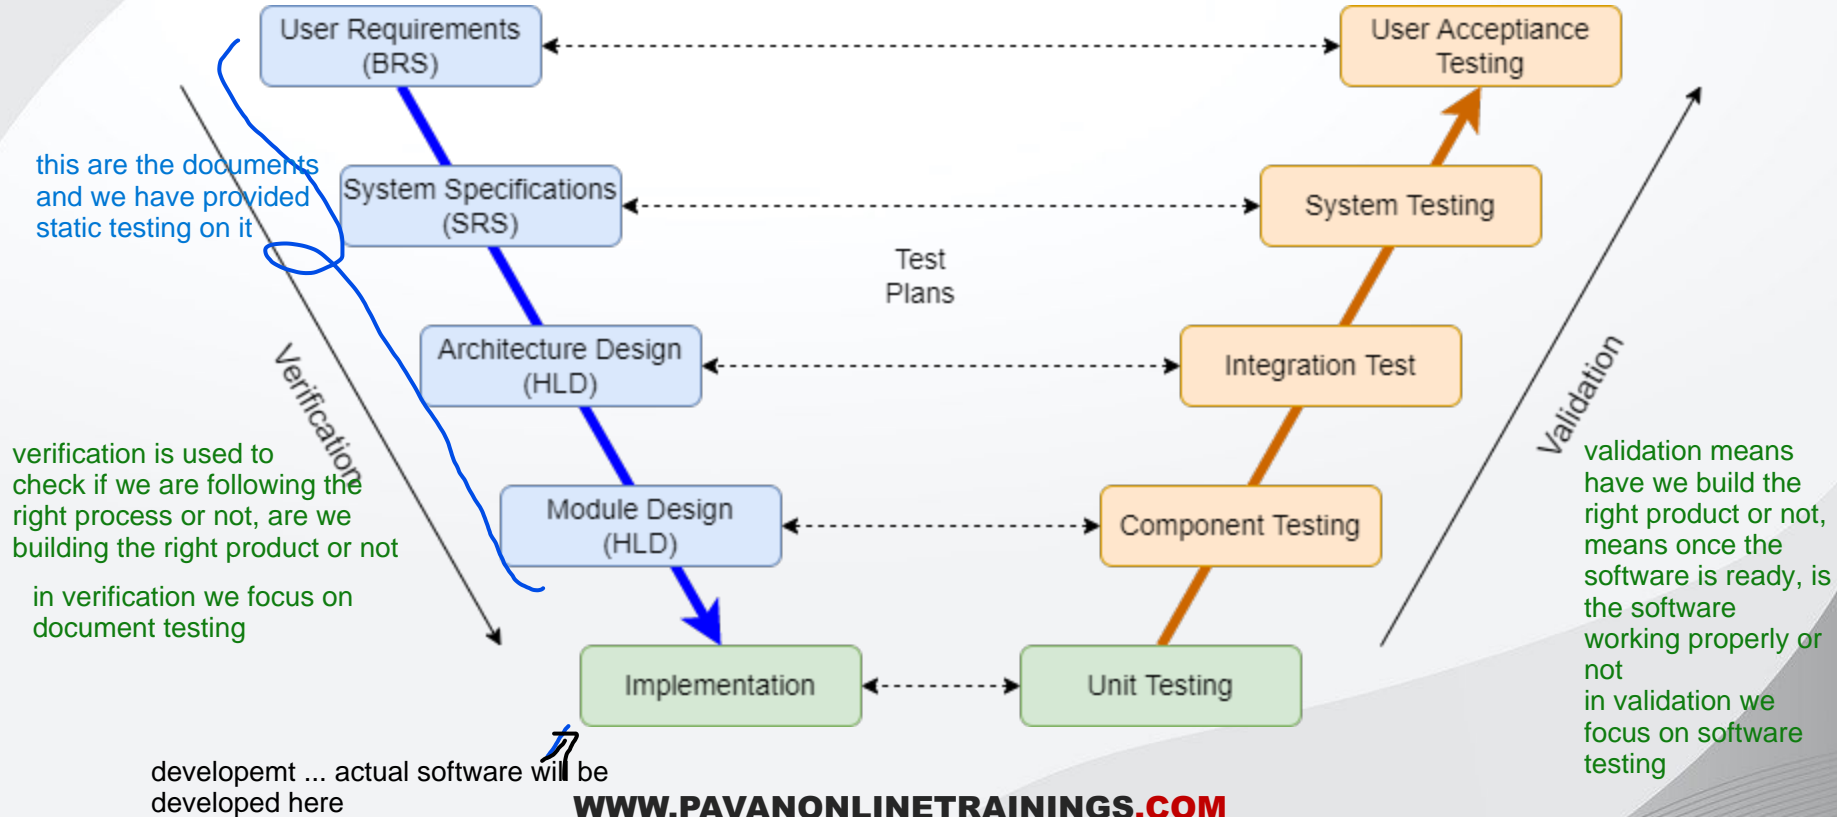 User Requirements
(BRS)
User Acceptance
Testing
this are the documents
and we have provided
static testing on it
System Specifications
(SRS)
System Testing
Test
Plans
Architecture Design
(HLD)
Integration Test
Verification
Validation
verification is used to
check if we are following the
right process or not, are we
building the right product or not
in verification we focus on
document testing
Module Design
(HLD)
Component Testing
validation means
have we build the
right product or not,
means once the
software is ready, is
the software
working properly or
not
in validation we
focus on software
testing
Implementation
Unit Testing
developemt ... actual software will be
developed here
WWW.PAVANONLINETRAININGS.COM